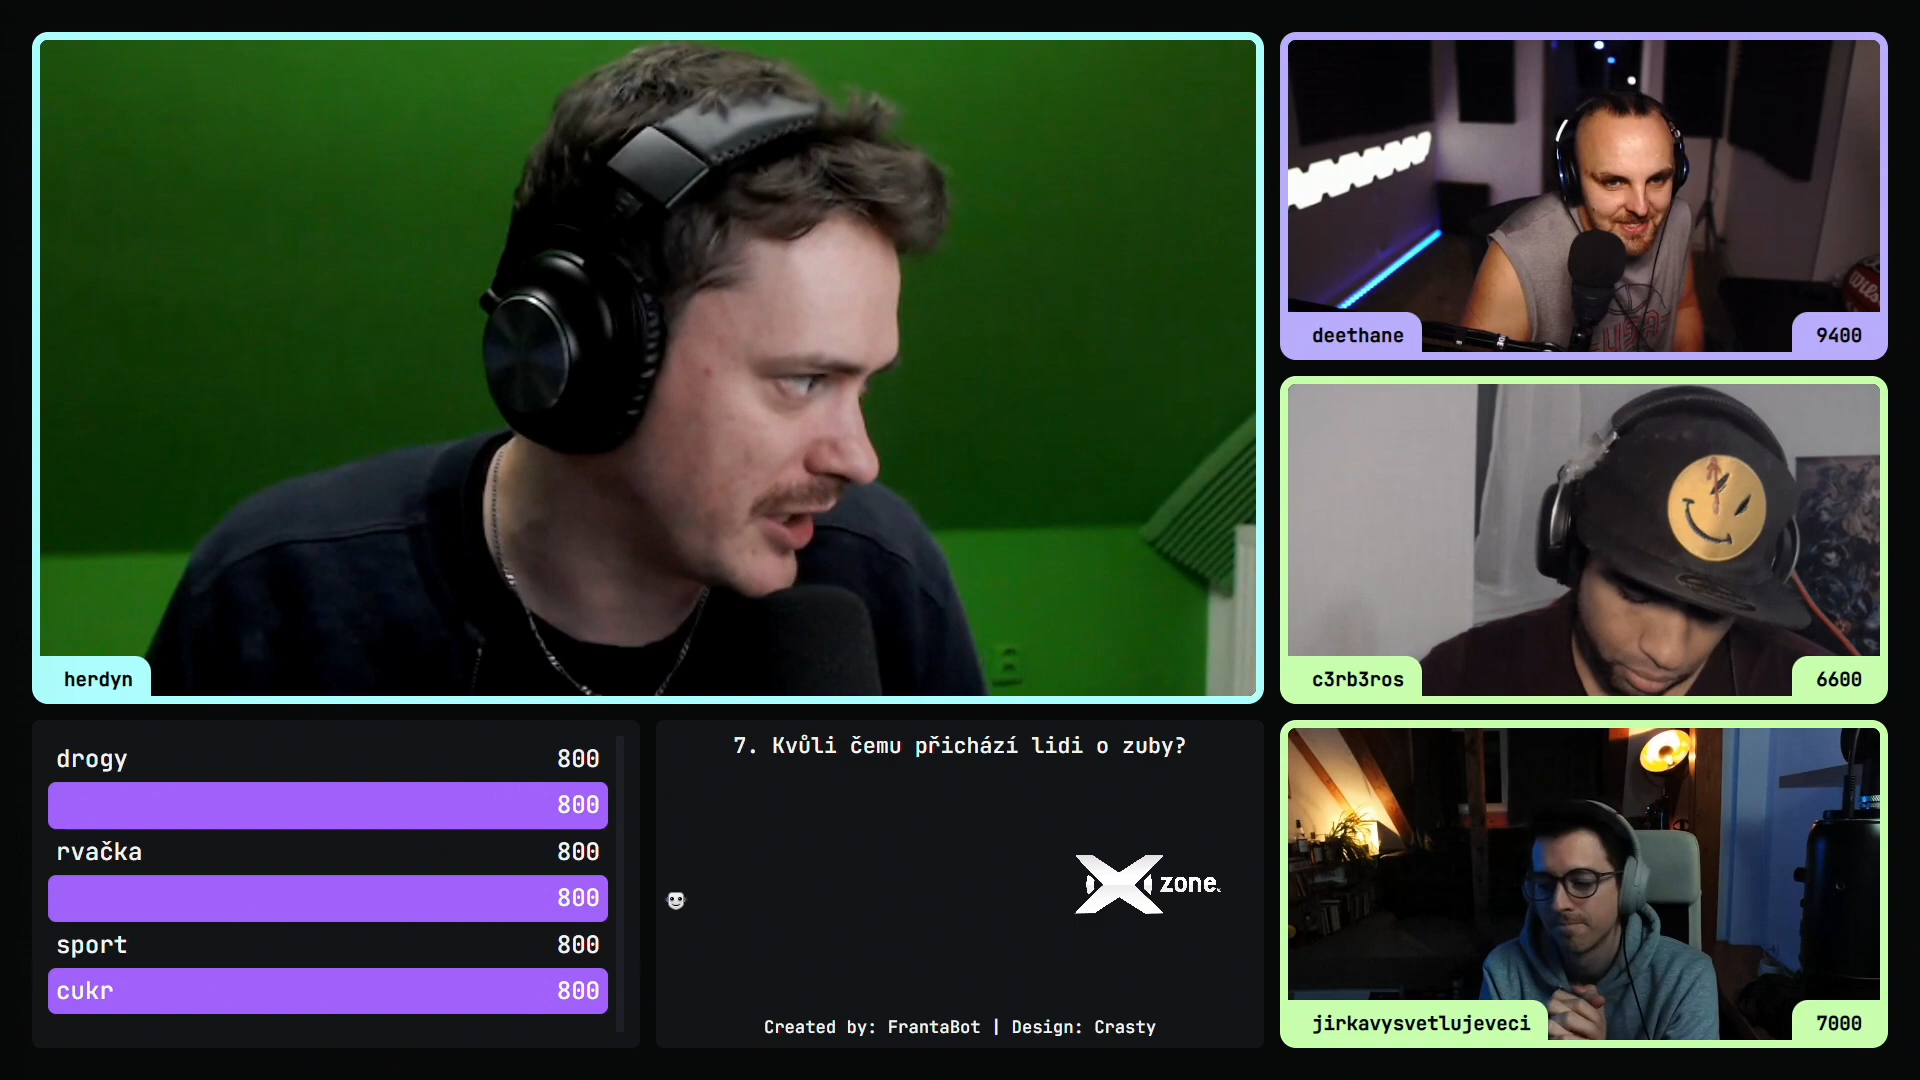 herdyn
deethane
9400
Wilson
c3rb3ros
6600
drogy 800
800
rvačka 800
800
sport 800
cukr 800
7. Kvůli čemu přichází lidi o zuby?
X zone.
Created by: FrantaBot | Design: Crasty
jirkavysvetlujeveci
7000